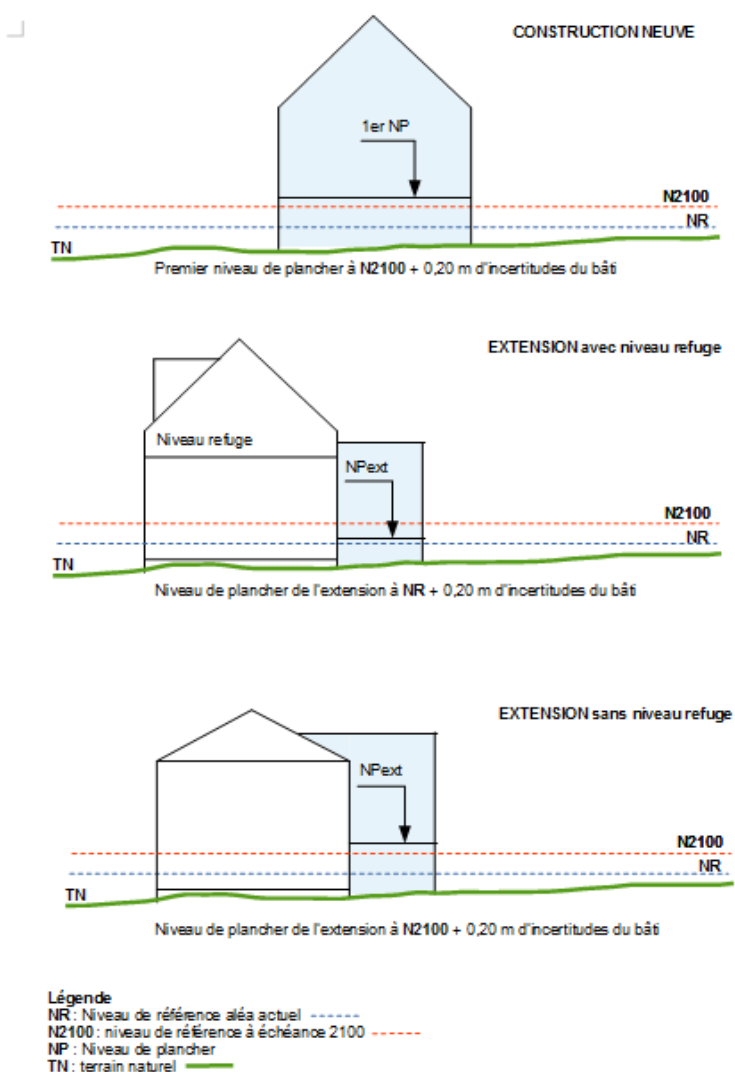 CONSTRUCTION NEUVE
1er NP
N2100
NR
TN
Premier niveau de plancher à N2100 + 0,20 m d'incertitudes du bâti
EXTENSION avec niveau refuge
Niveau refuge
NPext
N2100
NR
TN
Niveau de plancher de l'extension à NR + 0,20 m d'incertitudes du bâti
EXTENSION sans niveau refuge
NPext
N2100
NR
TN
Niveau de plancher de l'extension à N2100 + 0,20 m d'incertitudes du bâti
Légende
NR : Niveau de référence aléa actuel
N2100 : niveau de référence à échéance 2100
NP : Niveau de plancher
TN : terrain naturel